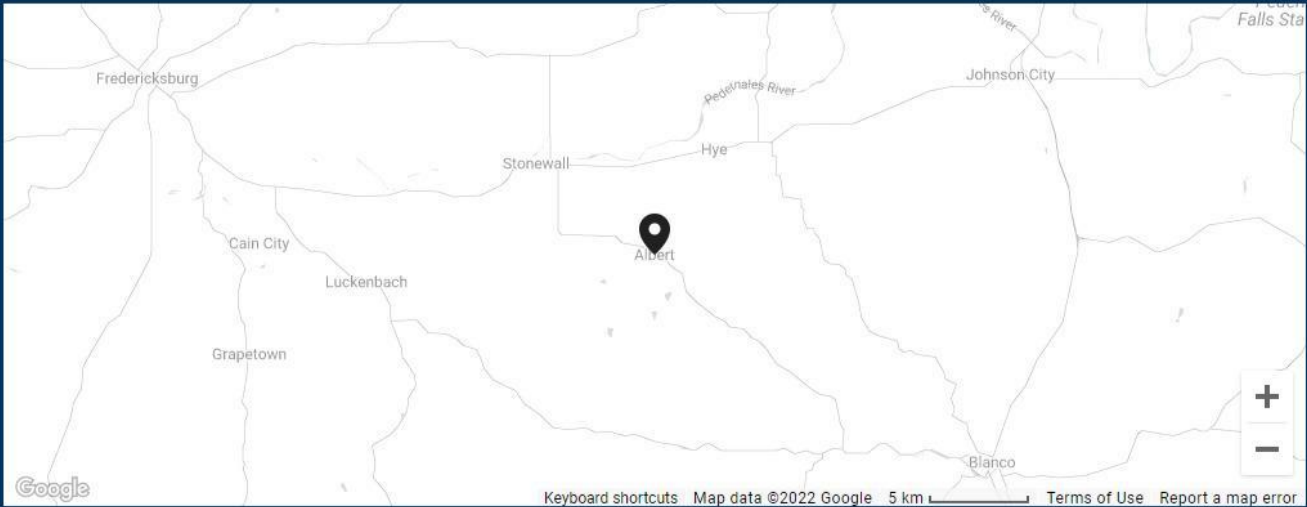 Falls Sta
River
Johnson City
Fredericksburg
Pedernales River
Hye
Stonewall
Cain City
Albert
Luckenbach
Grapetown
Blanco
+
−
Google
Keyboard shortcuts Map data ©2022 Google 5 km Terms of Use Report a map error